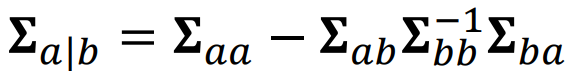 𝚺_{a|b} = 𝚺_{aa} − 𝚺_{ab}𝚺_{bb}^{−1}𝚺_{ba}